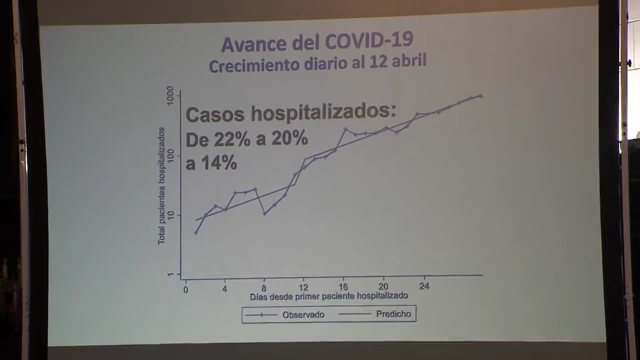 Avance del COVID-19
Crecimiento diario al 12 abril
Casos hospitalizados:
De 22% a 20%
a 14%
Total pacientes hospitalizados
1000
100
10
1
0 4 8 12 16 20 24
Días desde primer paciente hospitalizado
Observado Predicho